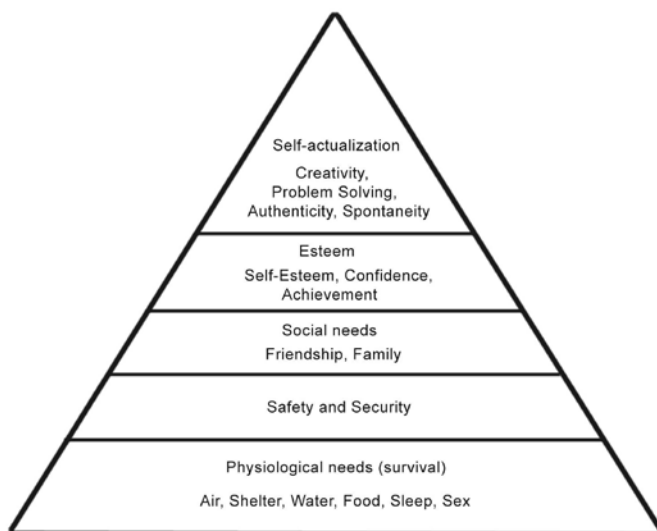 Self-actualization
Creativity,
Problem Solving,
Authenticity, Spontaneity
Esteem
Self-Esteem, Confidence,
Achievement
Social needs
Friendship, Family
Safety and Security
Physiological needs (survival)
Air, Shelter, Water, Food, Sleep, Sex